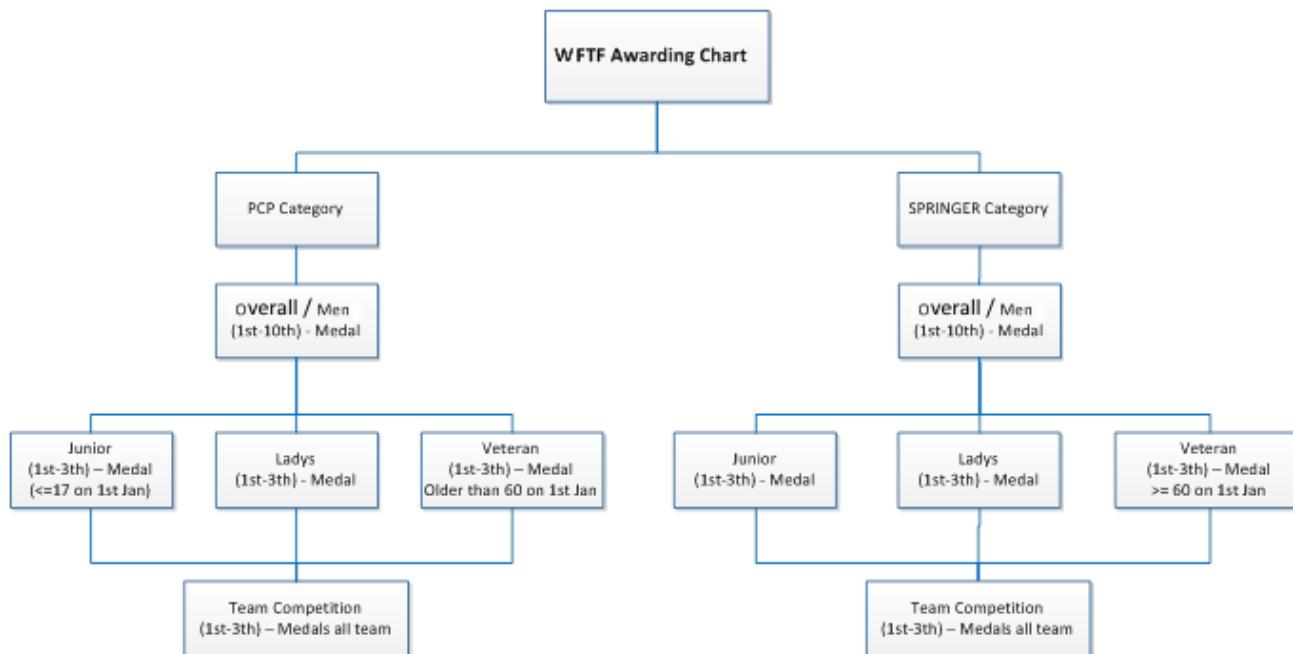 WFTF Awarding Chart
PCP Category
SPRINGER Category
overall / Men
(1st-10th) - Medal
overall / Men
(1st-10th) - Medal
Junior
(1st-3th) – Medal
(<=17 on 1st Jan)
Ladys
(1st-3th) - Medal
Veteran
(1st-3th) – Medal
Older than 60 on 1st Jan
Junior
(1st-3th) - Medal
Ladys
(1st-3th) - Medal
Veteran
(1st-3th) – Medal
>= 60 on 1st Jan
Team Competition
(1st-3th) – Medals all team
Team Competition
(1st-3th) – Medals all team